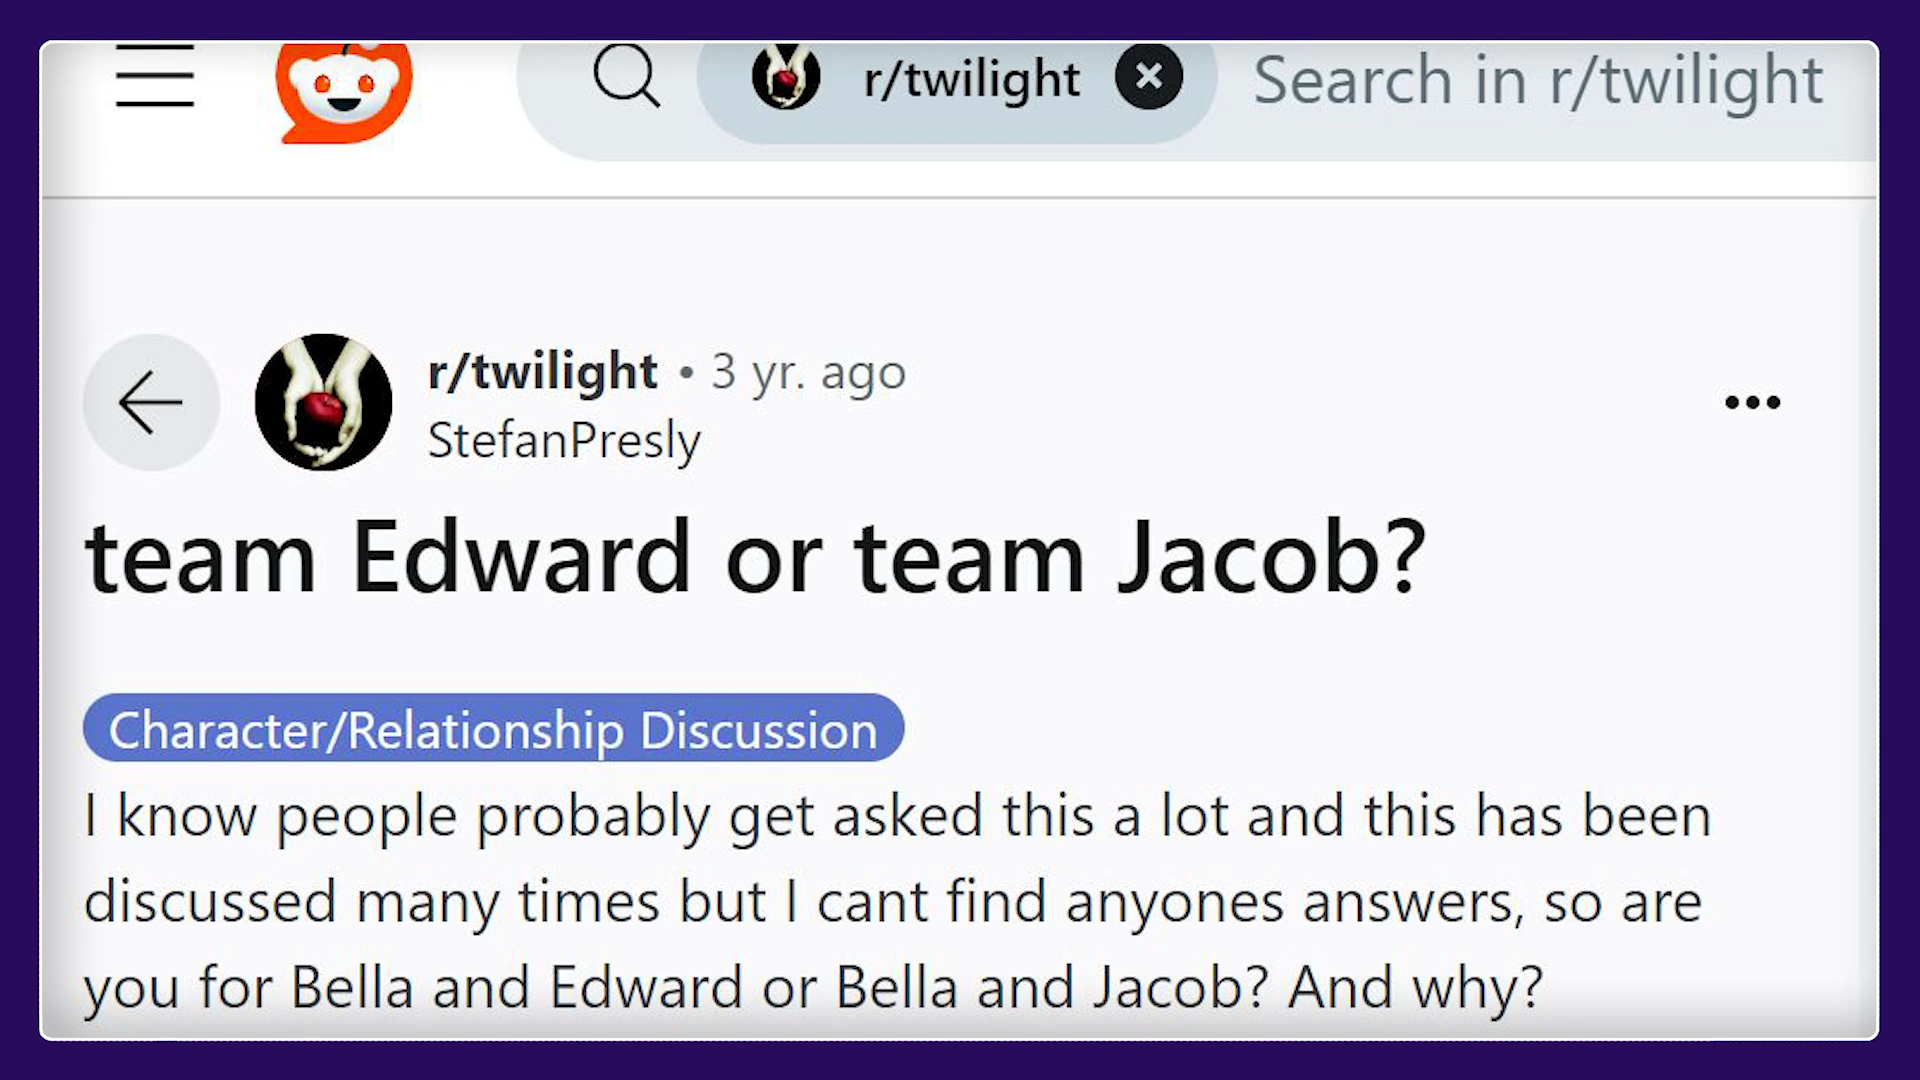 r/twilight Search in r/twilight
r/twilight • 3 yr. ago
StefanPresly
team Edward or team Jacob?
Character/Relationship Discussion
I know people probably get asked this a lot and this has been
discussed many times but I cant find anyones answers, so are
you for Bella and Edward or Bella and Jacob? And why?